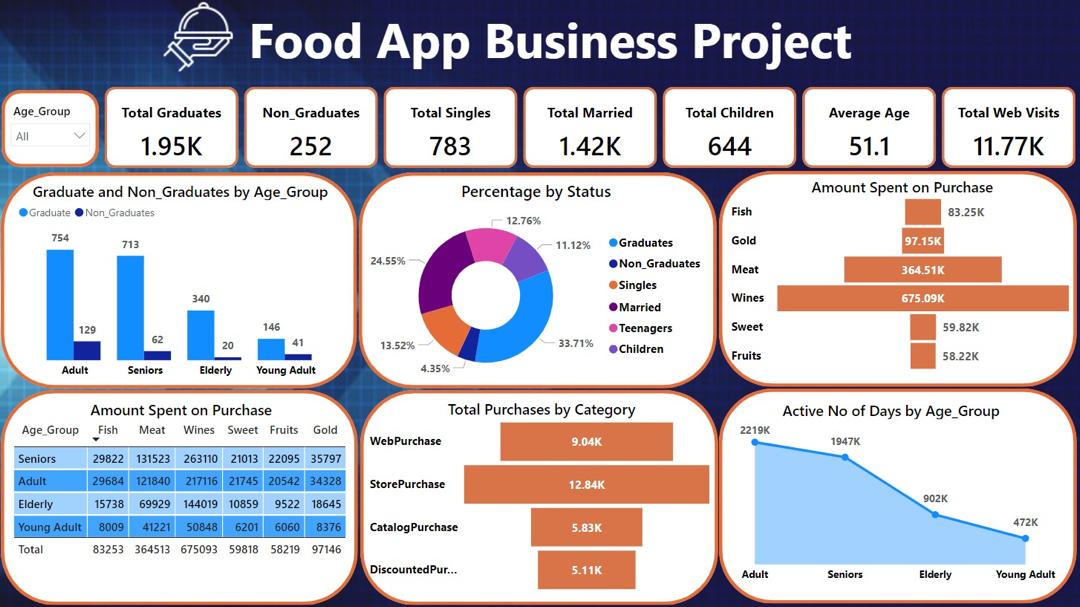 Food App Business Project
Age_Group
All
Total Graduates
1.95K
Non_Graduates
252
Total Singles
783
Total Married
1.42K
Total Children
644
Average Age
51.1
Total Web Visits
11.77K
Graduate and Non_Graduates by Age_Group
Graduate Non_Graduates
754
129
713
62
340
20
146
41
Adult Seniors Elderly Young Adult
Percentage by Status
12.76%
11.12%
24.55%
13.52%
4.35%
33.71%
Graduates
Non_Graduates
Singles
Married
Teenagers
Children
Amount Spent on Purchase
Fish 83.25K
Gold 97.15K
Meat 364.51K
Wines 675.09K
Sweet 59.82K
Fruits 58.22K
Amount Spent on Purchase
Age_Group Fish Meat Wines Sweet Fruits Gold
Seniors 29822 131523 263110 21013 22095 35797
Adult 29684 121840 217116 21745 20542 34328
Elderly 15738 69929 144019 10859 9522 18645
Young Adult 8009 41221 50848 6201 6060 8376
Total 83253 364513 675093 59818 58219 97146
Total Purchases by Category
WebPurchase 9.04K
StorePurchase 12.84K
CatalogPurchase 5.83K
DiscountedPur... 5.11K
Active No of Days by Age_Group
2219K
1947K
902K
472K
Adult Seniors Elderly Young Adult